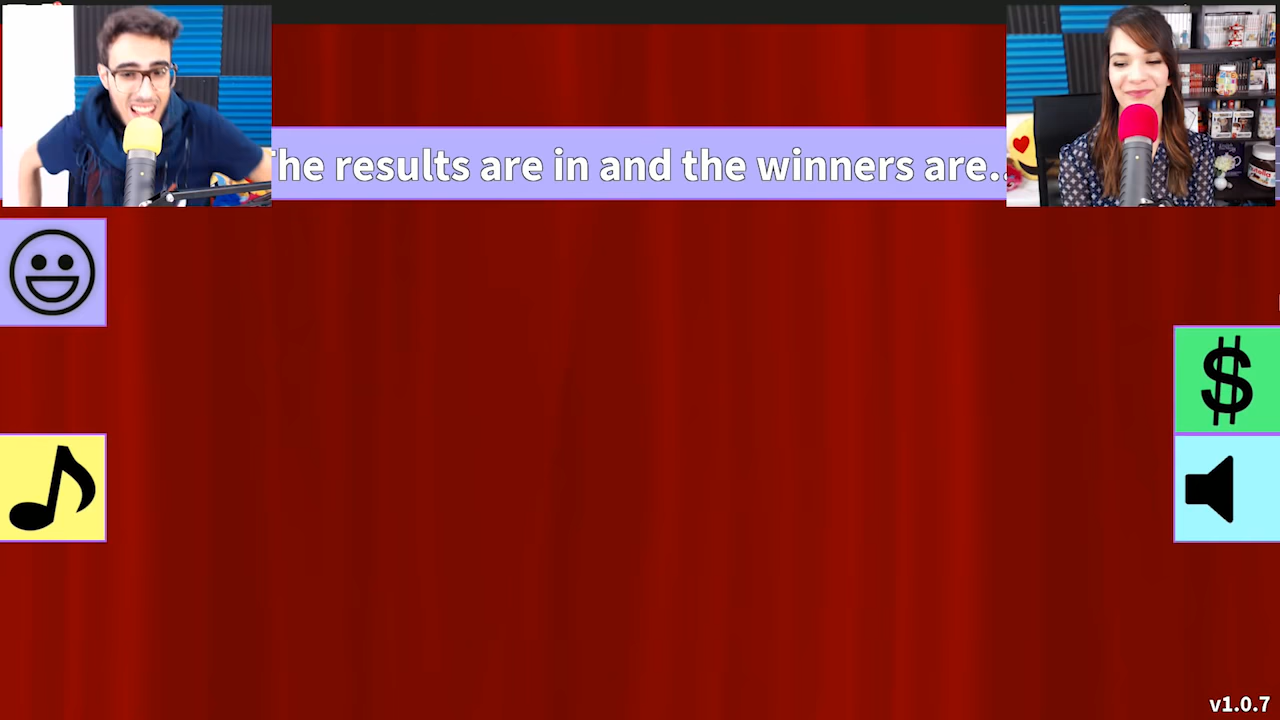 The results are in and the winners are..
$
v1.0.7